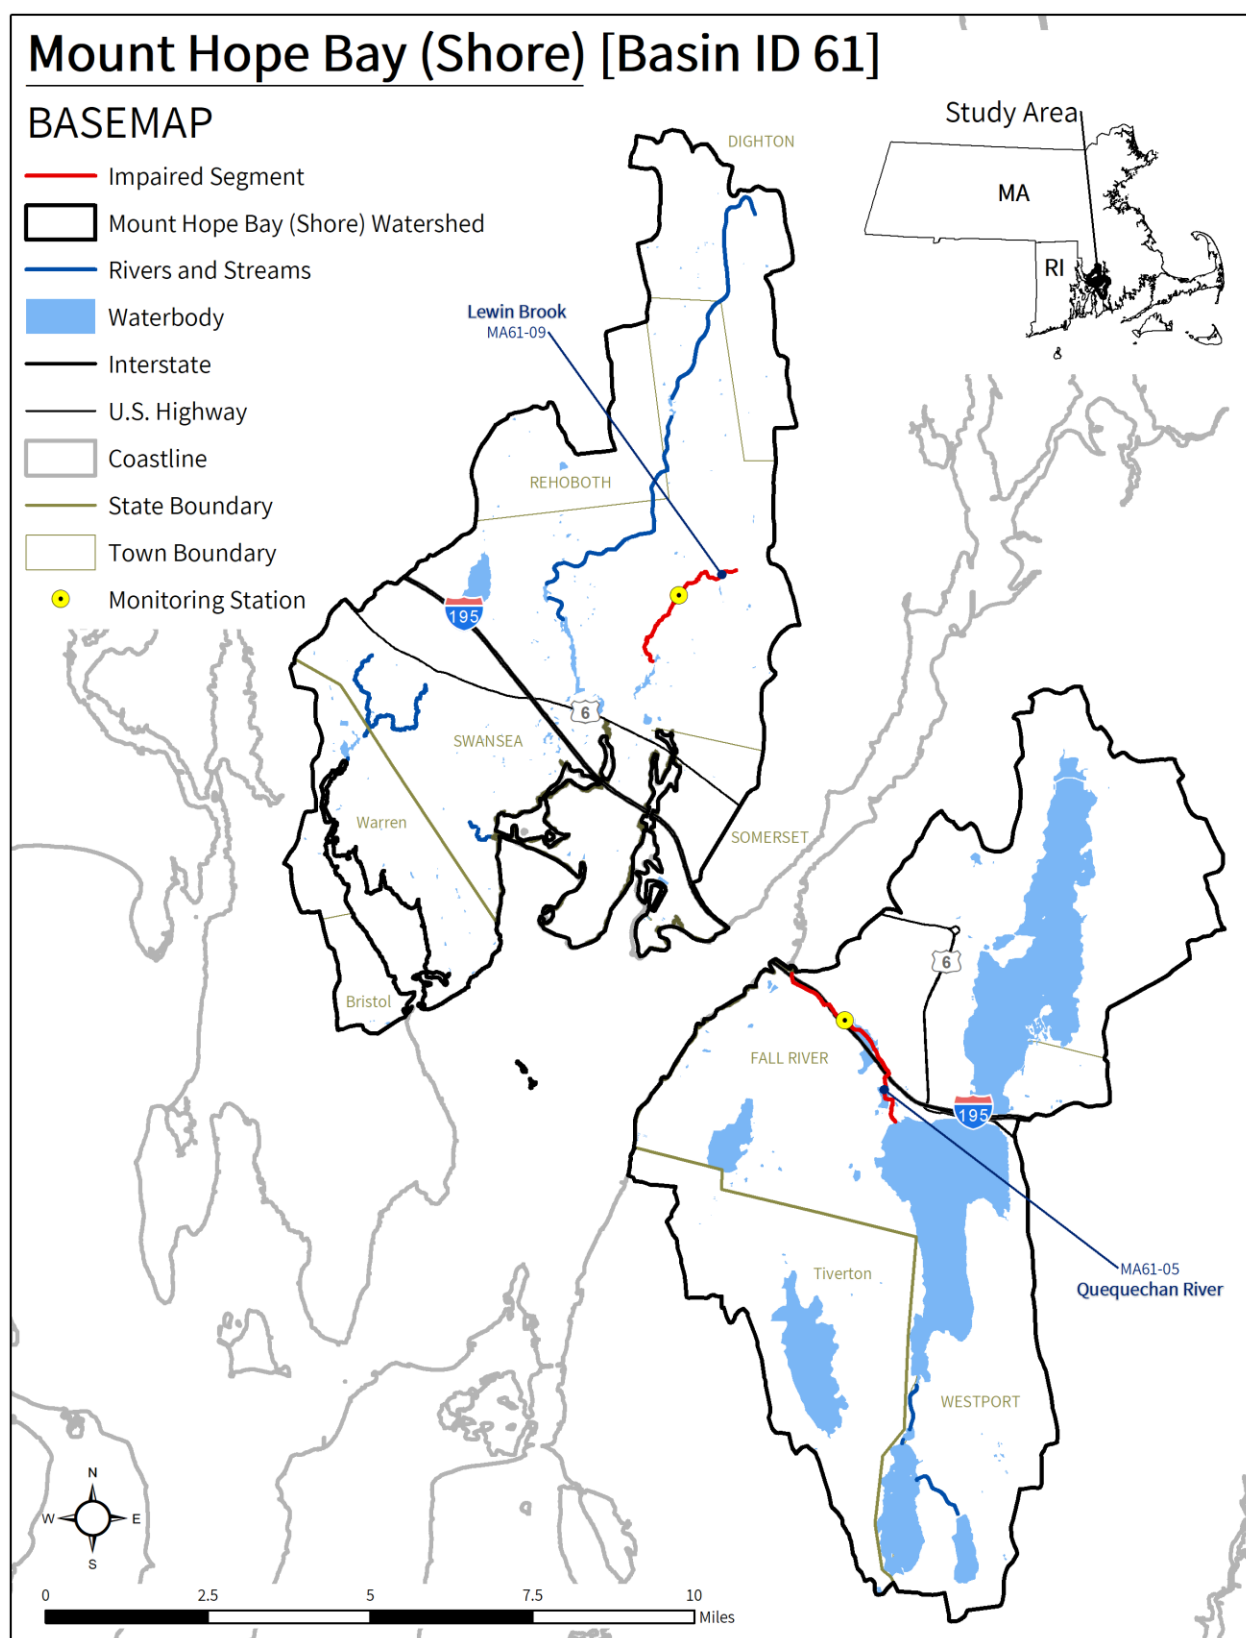 Mount Hope Bay (Shore) [Basin ID 61]
BASEMAP
Impaired Segment
Mount Hope Bay (Shore) Watershed
Rivers and Streams
Waterbody
Interstate
U.S. Highway
Coastline
State Boundary
Town Boundary
Monitoring Station
Study Area
MA
RI
DIGHTON
Lewin Brook
MA61-09
REHOBOTH
195
6
SWANSEA
Warren
SOMERSET
Bristol
6
FALL RIVER
195
Tiverton
MA61-05
Quequechan River
WESTPORT
N
W E
S
0 2.5 5 7.5 10
Miles